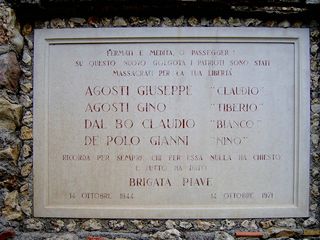 FERMATI E MEDITA, O PASSEGER!
SU QUESTO NUOVO GOLGOTA I PATRIOTI SONO STATI
MASSACRATI PER LA TUA LIBERTÀ
AGOSTI GIUSEPPE "CLAUDIO"
AGOSTI GINO "TIBERIO"
DAL BO CLAUDIO "BIANCO"
DE' POLO GIANNI "NINO"
RICORDA PER SEMPRE CHI PER ESSA NULLA HA CHIESTO
E TUTTO HA DATO
BRIGATA PIAVE
14 OTTOBRE 1944 14 OTTOBRE 1971